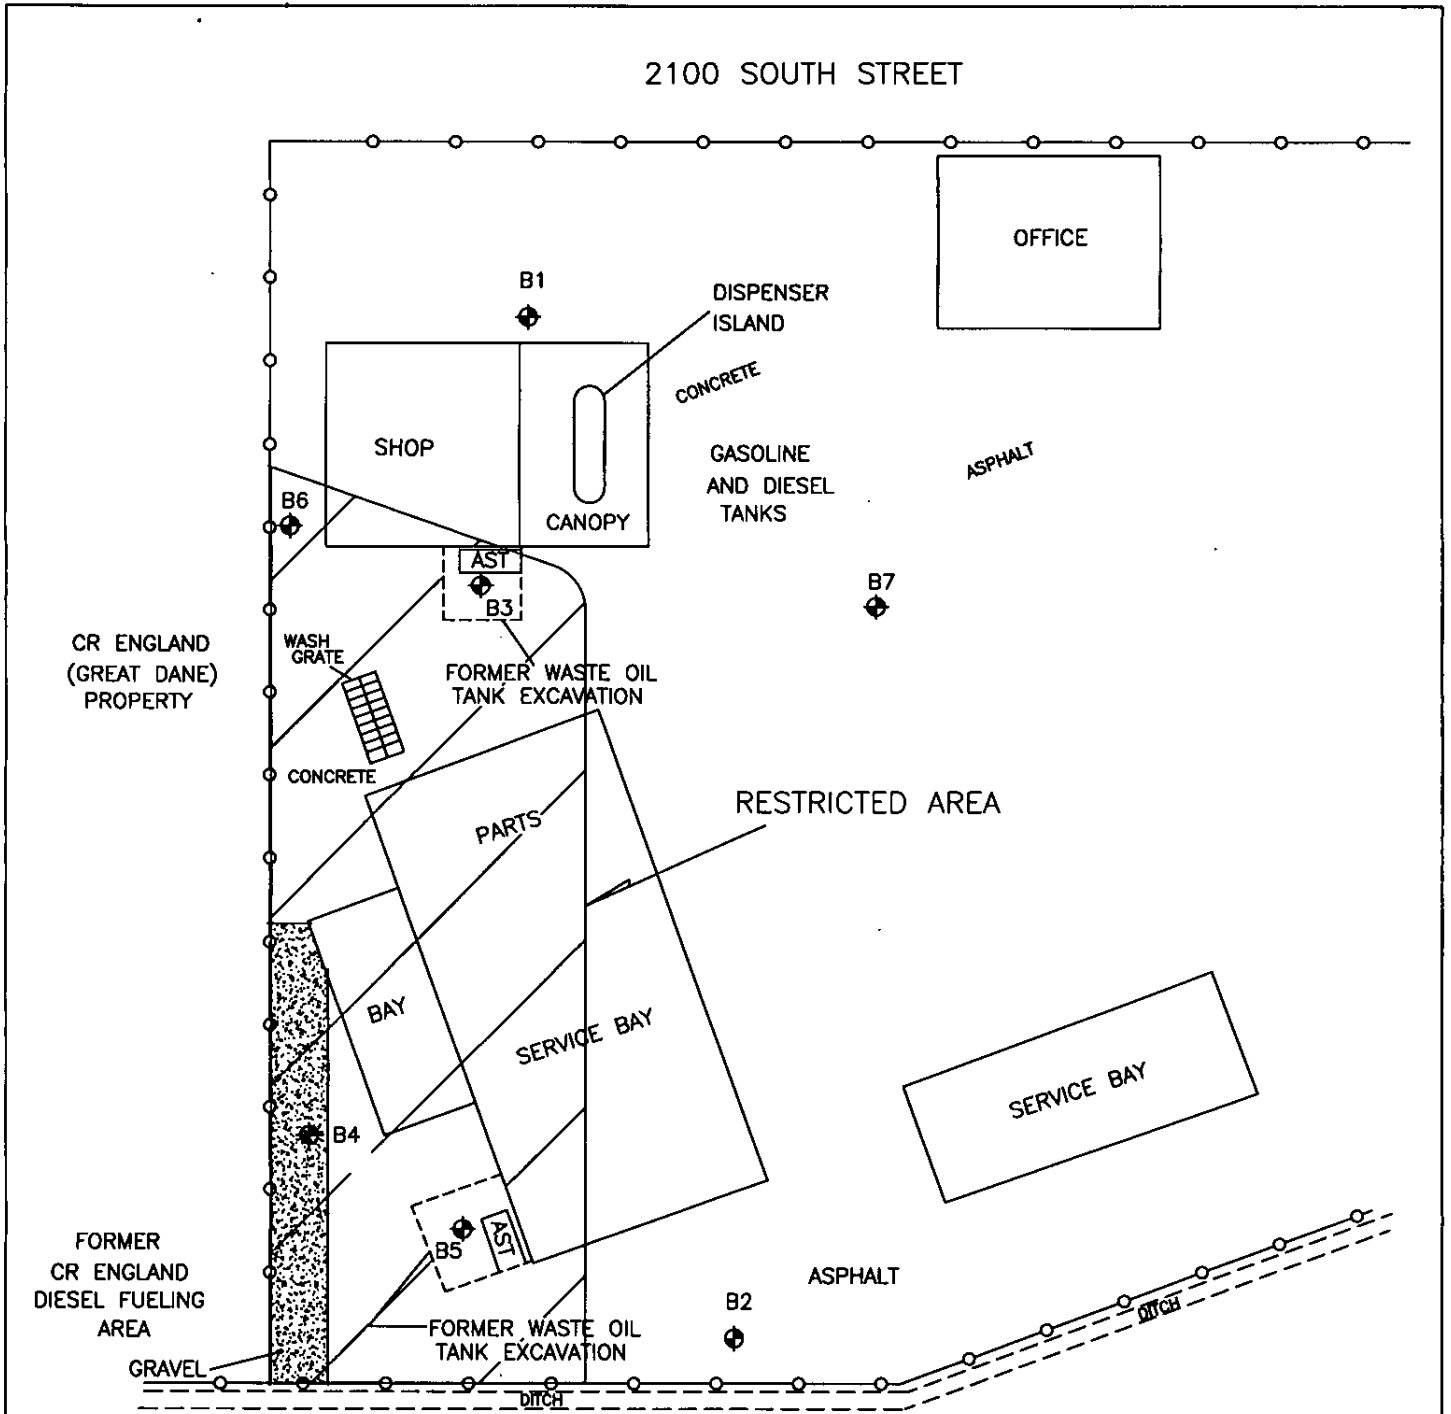 2100 SOUTH STREET
OFFICE
B1
DISPENSER
ISLAND
CONCRETE
SHOP
GASOLINE
AND DIESEL
TANKS
ASPHALT
B6
CANOPY
AST
B7
B3
CR ENGLAND
(GREAT DANE)
PROPERTY
WASH
GRATE
FORMER WASTE OIL
TANK EXCAVATION
CONCRETE
RESTRICTED AREA
PARTS
BAY
SERVICE BAY
SERVICE BAY
B4
FORMER
CR ENGLAND
DIESEL FUELING
AREA
B5
AST
ASPHALT
B2
DITCH
FORMER WASTE OIL
TANK EXCAVATION
GRAVEL
DITCH